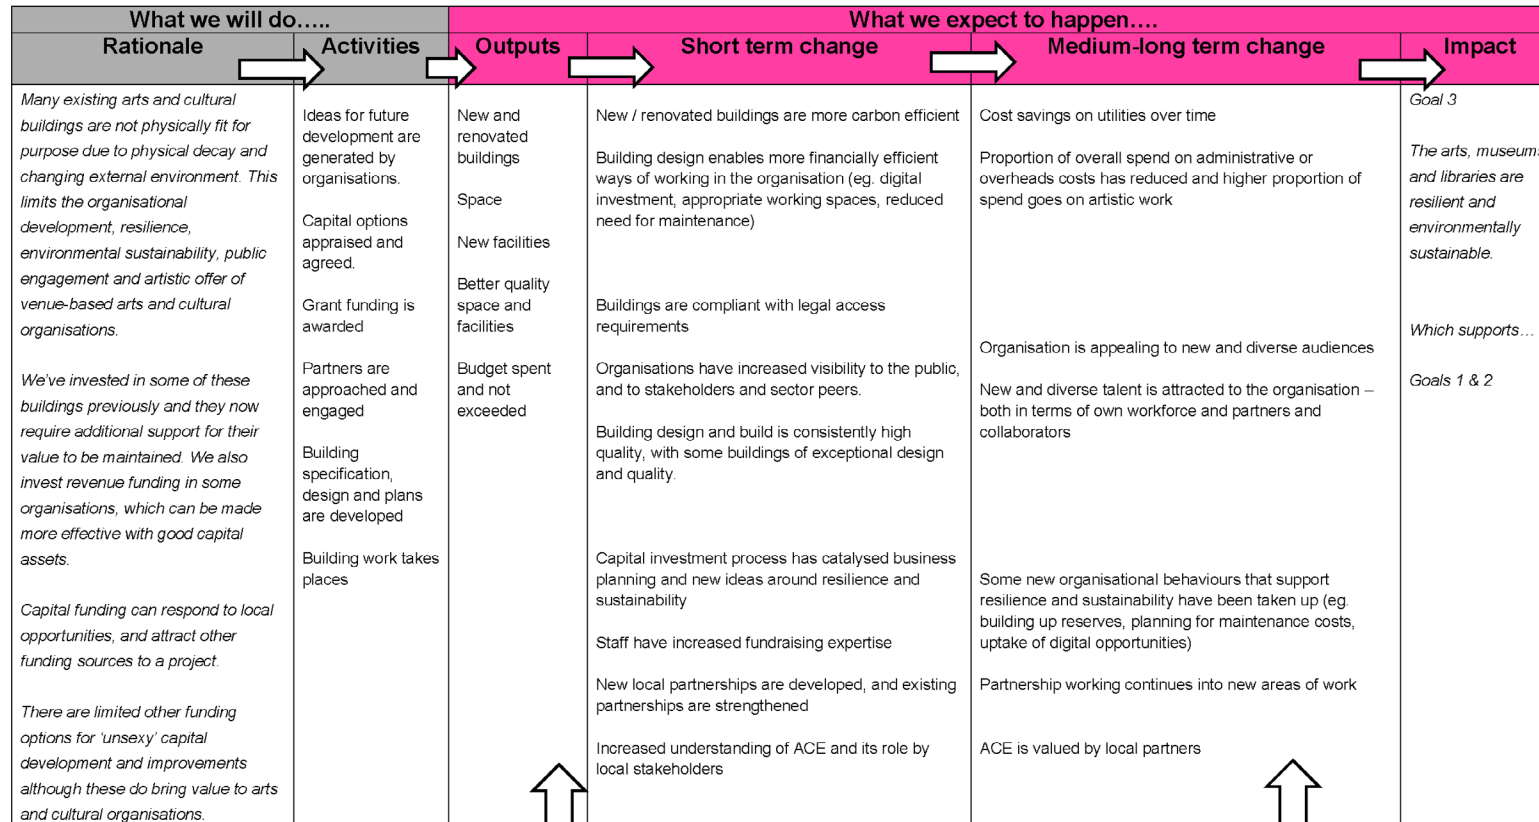 What we will do…..
What we expect to happen….
Rationale
Activities
Outputs
Short term change
Medium-long term change
Impact
Many existing arts and cultural
buildings are not physically fit for
purpose due to physical decay and
changing external environment. This
limits the organisational
development, resilience,
environmental sustainability, public
engagement and artistic offer of
venue-based arts and cultural
organisations.
We’ve invested in some of these
buildings previously and they now
require additional support for their
value to be maintained. We also
invest revenue funding in some
organisations, which can be made
more effective with good capital
assets.
Capital funding can respond to local
opportunities, and attract other
funding sources to a project.
There are limited other funding
options for ‘unsexy’ capital
development and improvements
although these do bring value to arts
and cultural organisations.
Ideas for future
development are
generated by
organisations.
Capital options
appraised and
agreed.
Grant funding is
awarded
Partners are
approached and
engaged
Building
specification,
design and plans
are developed
Building work takes
places
New and
renovated
buildings
Space
New facilities
Better quality
space and
facilities
Budget spent
and not
exceeded
New / renovated buildings are more carbon efficient
Building design enables more financially efficient
ways of working in the organisation (eg. digital
investment, appropriate working spaces, reduced
need for maintenance)
Buildings are compliant with legal access
requirements
Organisations have increased visibility to the public,
and to stakeholders and sector peers.
Building design and build is consistently high
quality, with some buildings of exceptional design
and quality.
Capital investment process has catalysed business
planning and new ideas around resilience and
sustainability
Staff have increased fundraising expertise
New local partnerships are developed, and existing
partnerships are strengthened
Increased understanding of ACE and its role by
local stakeholders
Cost savings on utilities over time
Proportion of overall spend on administrative or
overheads costs has reduced and higher proportion of
spend goes on artistic work
Organisation is appealing to new and diverse audiences
New and diverse talent is attracted to the organisation –
both in terms of own workforce and partners and
collaborators
Some new organisational behaviours that support
resilience and sustainability have been taken up (eg.
building up reserves, planning for maintenance costs,
uptake of digital opportunities)
Partnership working continues into new areas of work
ACE is valued by local partners
Goal 3
The arts, museums
and libraries are
resilient and
environmentally
sustainable.
Which supports…
Goals 1 & 2